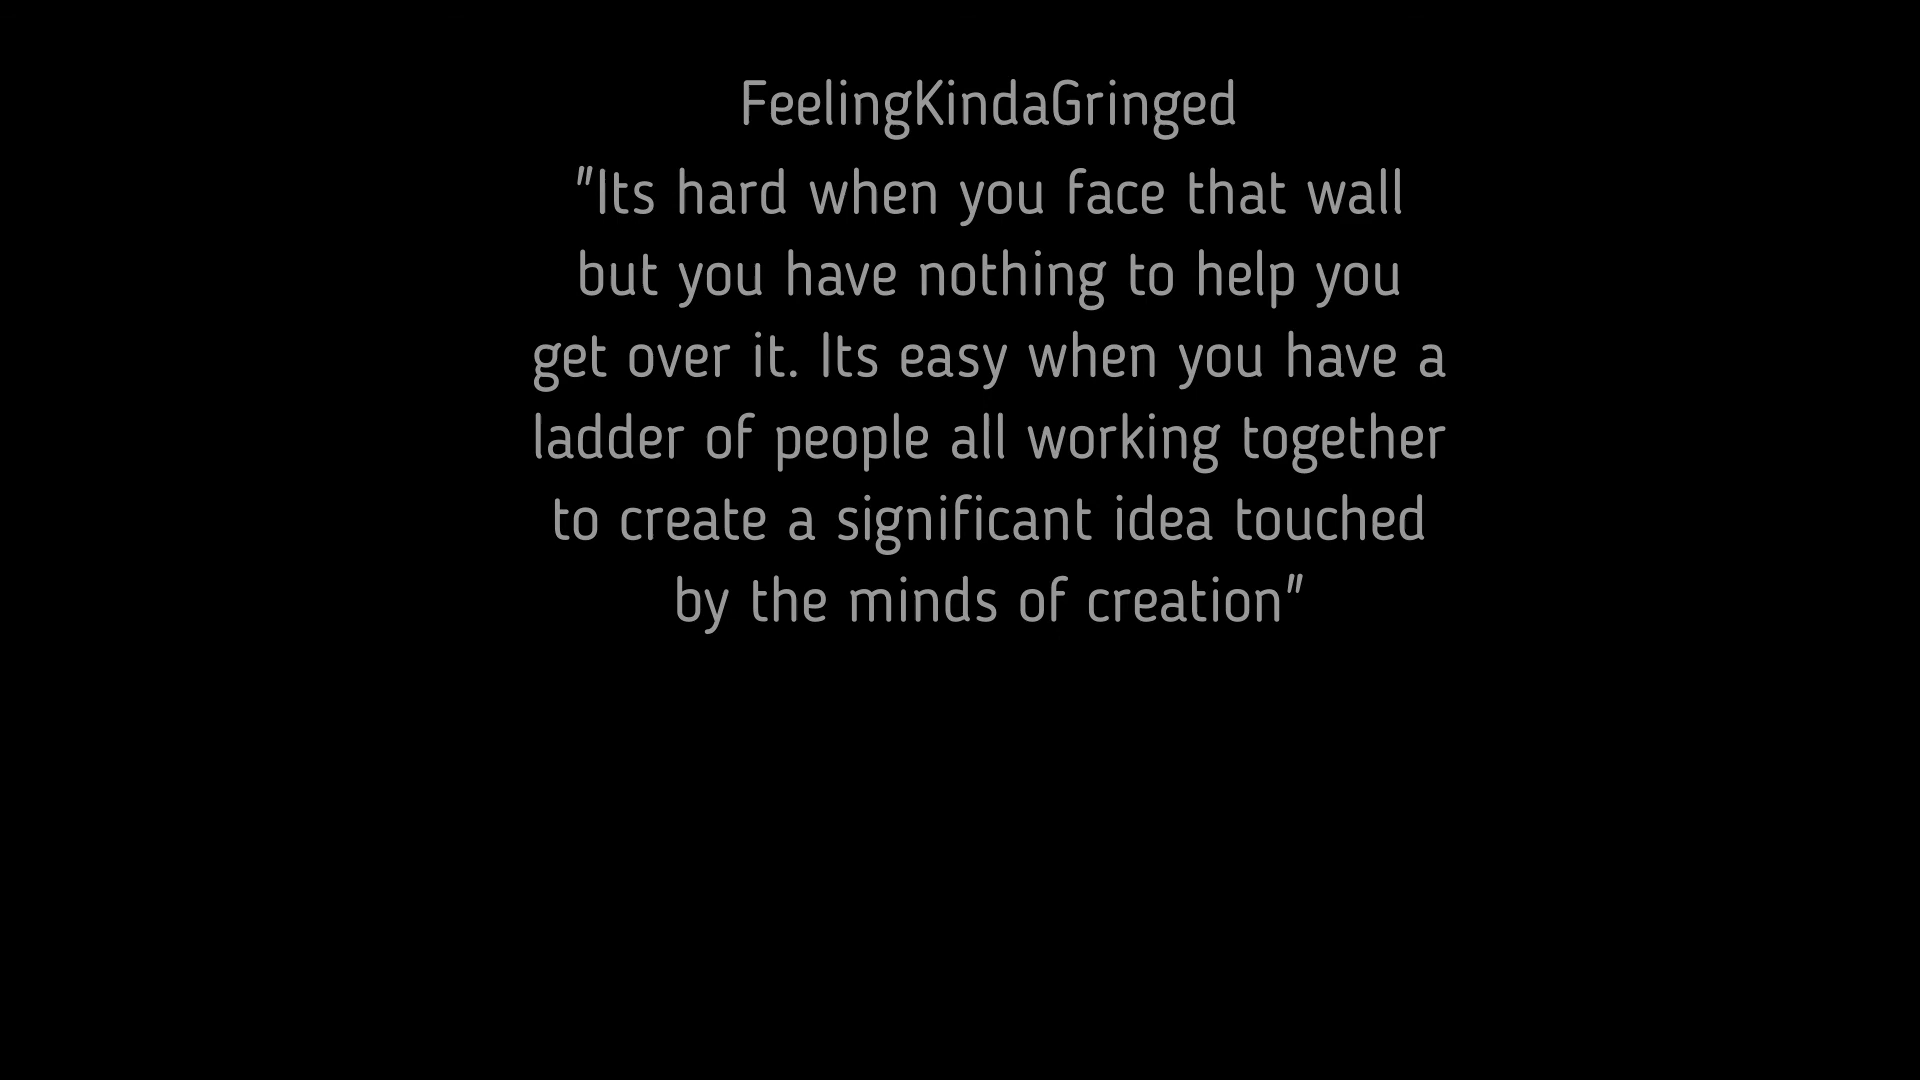 FeelingKindaGringed
"Its hard when you face that wall
but you have nothing to help you
get over it. Its easy when you have a
ladder of people all working together
to create a significant idea touched
by the minds of creation"